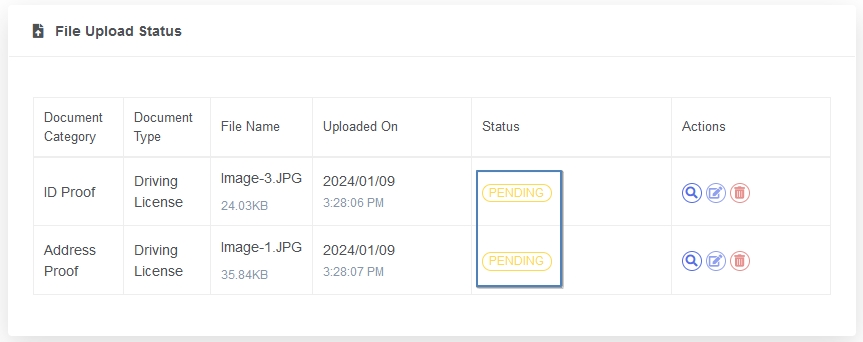 File Upload Status
Document Category
Document Type
File Name
Uploaded On
Status
Actions
ID Proof
Driving License
Image-3.JPG
24.03KB
2024/01/09
3:28:06 PM
PENDING
Address Proof
Driving License
Image-1.JPG
35.84KB
2024/01/09
3:28:07 PM
PENDING